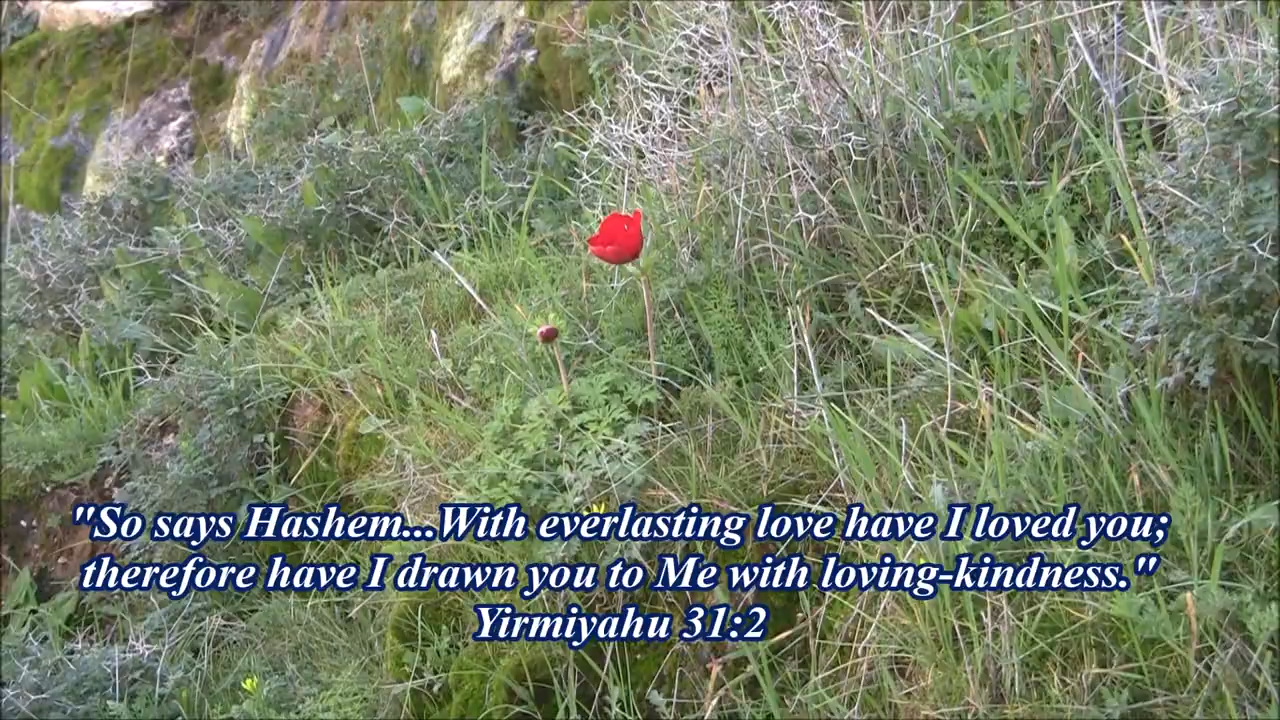 "So says Hashem...With everlasting love have I loved you;
therefore have I drawn you to Me with loving-kindness."
Yirmiyahu 31:2